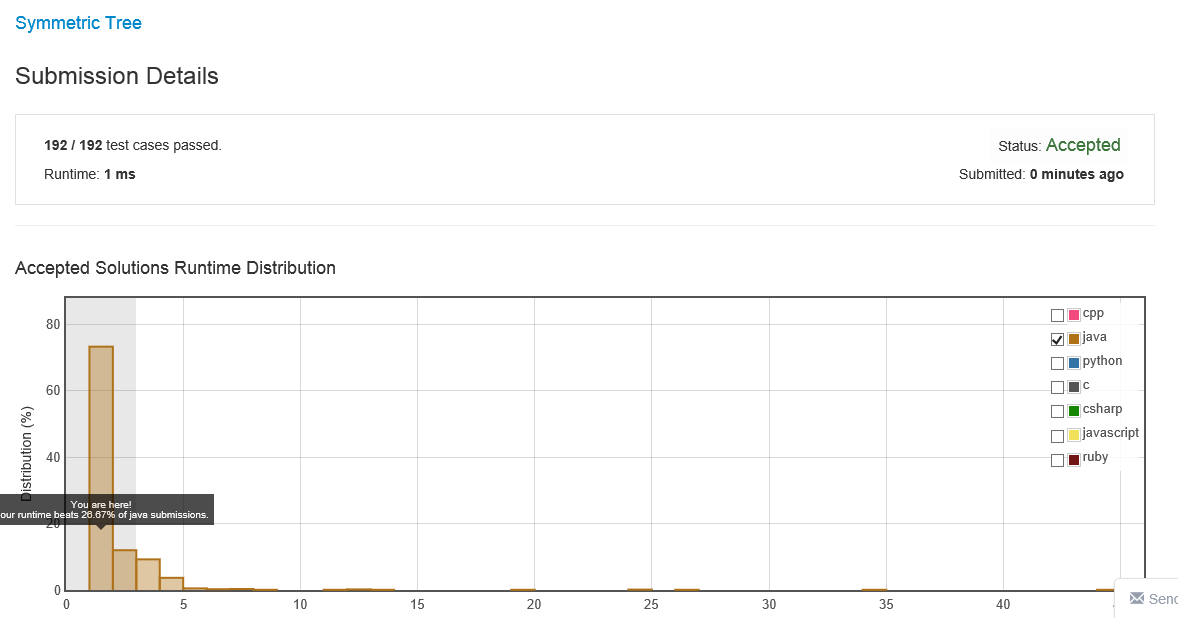 Symmetric Tree
Submission Details
192 / 192 test cases passed.
Status: Accepted
Runtime: 1 ms
Submitted: 0 minutes ago
Accepted Solutions Runtime Distribution
Distribution (%)
80
60
40
20
0
cpp
java
python
c
csharp
javascript
ruby
You are here!
our runtime beats 26.67% of java submissions.
0 5 10 15 20 25 30 35 40
Send